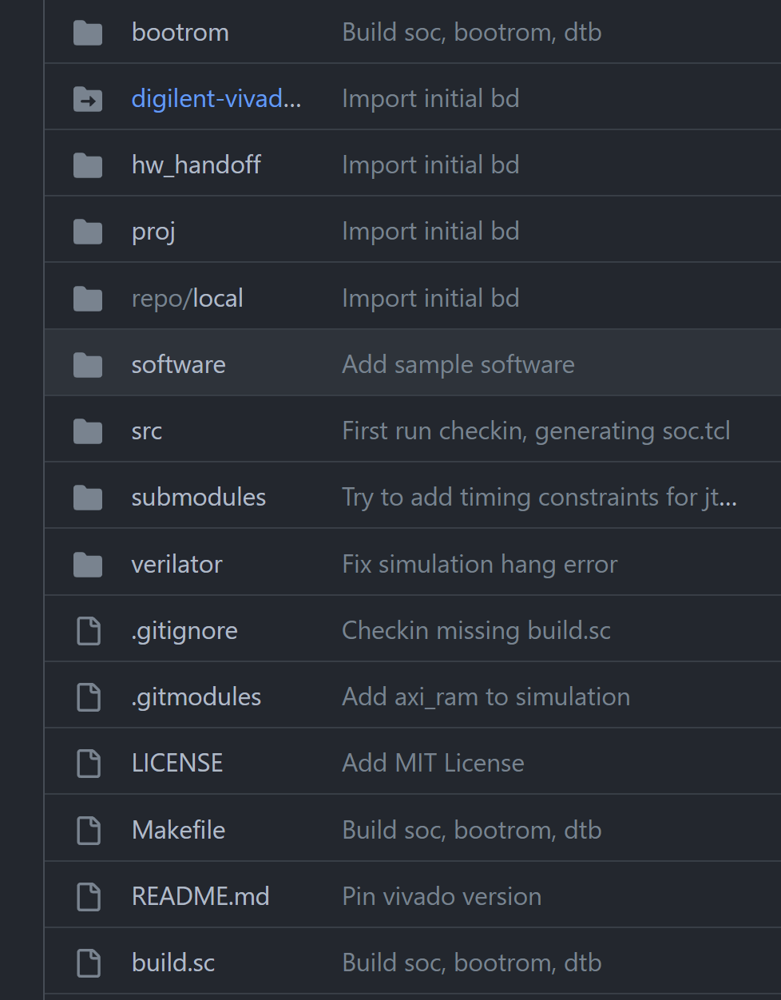 bootrom Build soc, bootrom, dtb
digilent-vivad... Import initial bd
hw_handoff Import initial bd
proj Import initial bd
repo/local Import initial bd
software Add sample software
src First run checkin, generating soc.tcl
submodules Try to add timing constraints for jt...
verilator Fix simulation hang error
.gitignore Checkin missing build.sc
.gitmodules Add axi_ram to simulation
LICENSE Add MIT License
Makefile Build soc, bootrom, dtb
README.md Pin vivado version
build.sc Build soc, bootrom, dtb